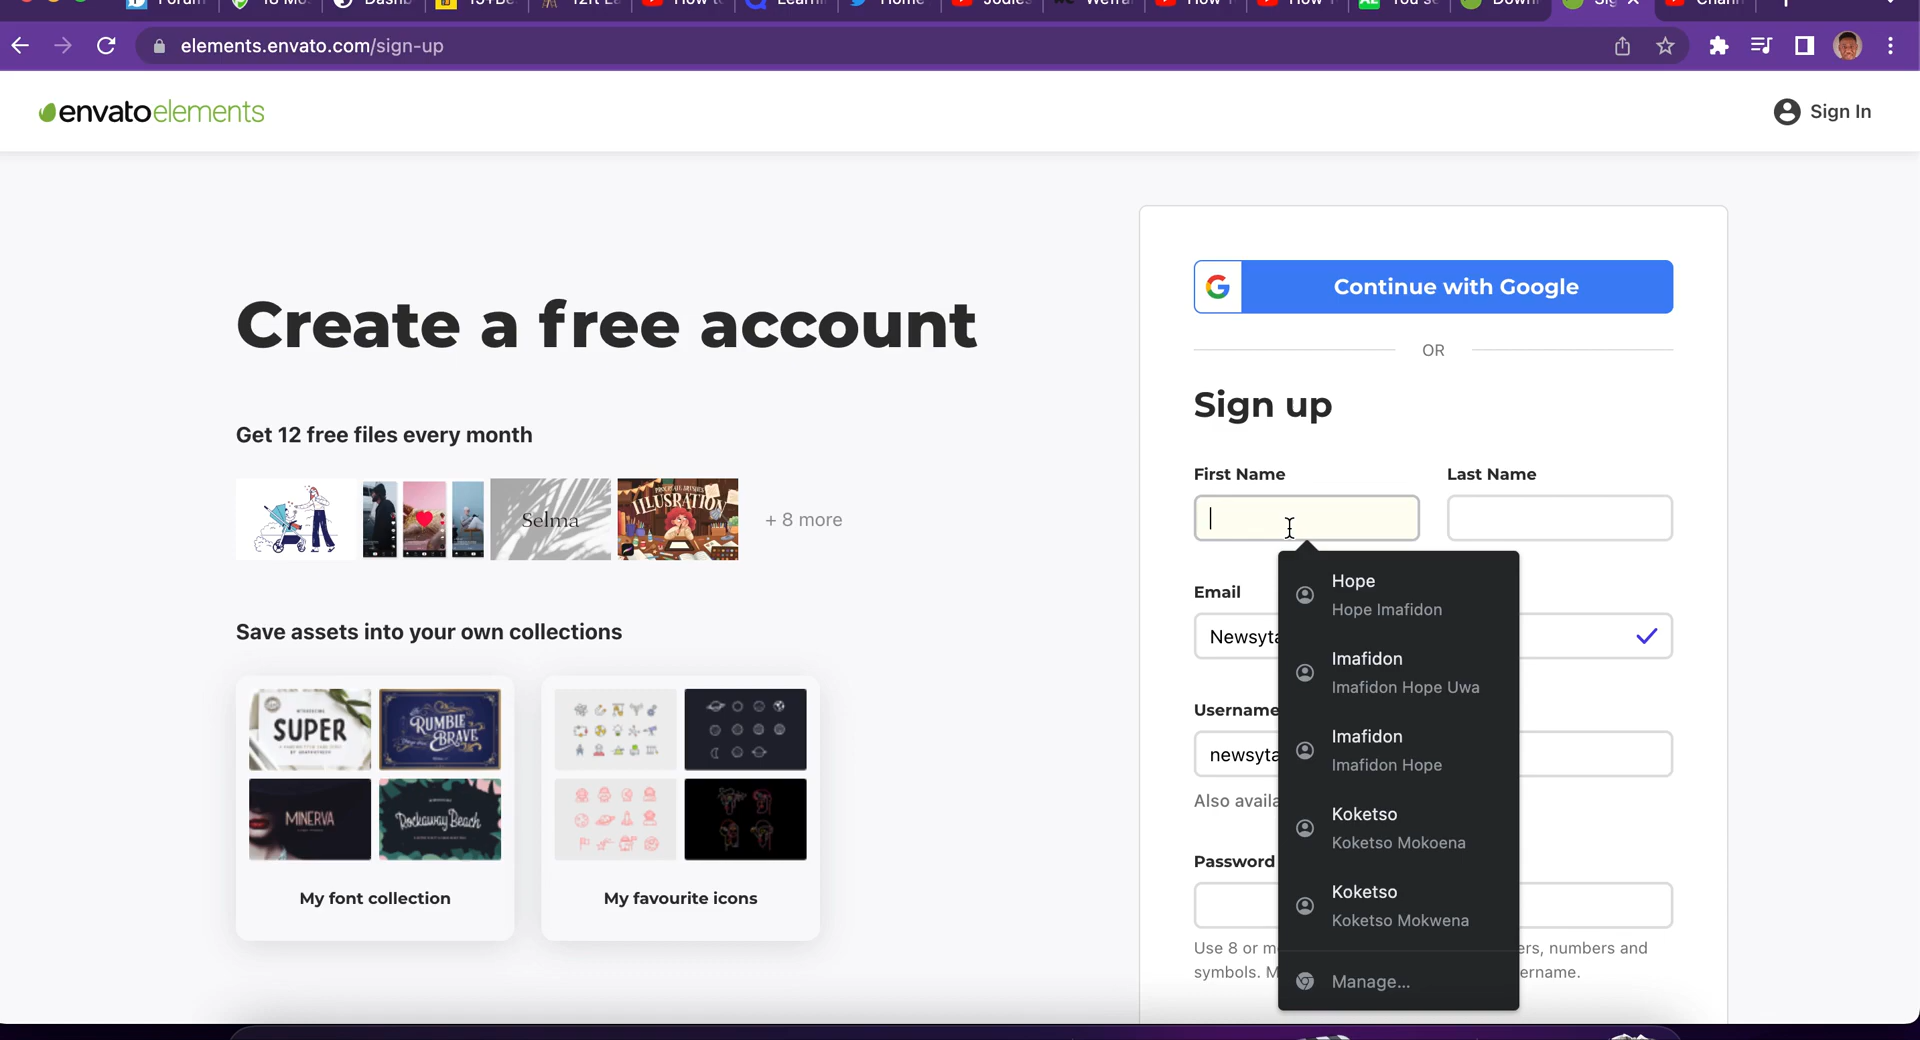 elements.envato.com/sign-up
envatoelements
Sign In
Create a free account
Get 12 free files every month
Selma
ILLUSRATION
+ 8 more
Save assets into your own collections
SUPER
RUMBLE
BRAVE
MINERVA
Rockaway Beach
My font collection
My favourite icons
Continue with Google
OR
Sign up
First Name
Last Name
Email
Newsyta
Username
newsyta
Also availa
Password
Use 8 or m
ers, numbers and
symbols. M
ername.
Hope
Hope Imafidon
Imafidon
Imafidon Hope Uwa
Imafidon
Imafidon Hope
Koketso
Koketso Mokoena
Koketso
Koketso Mokwena
Manage...